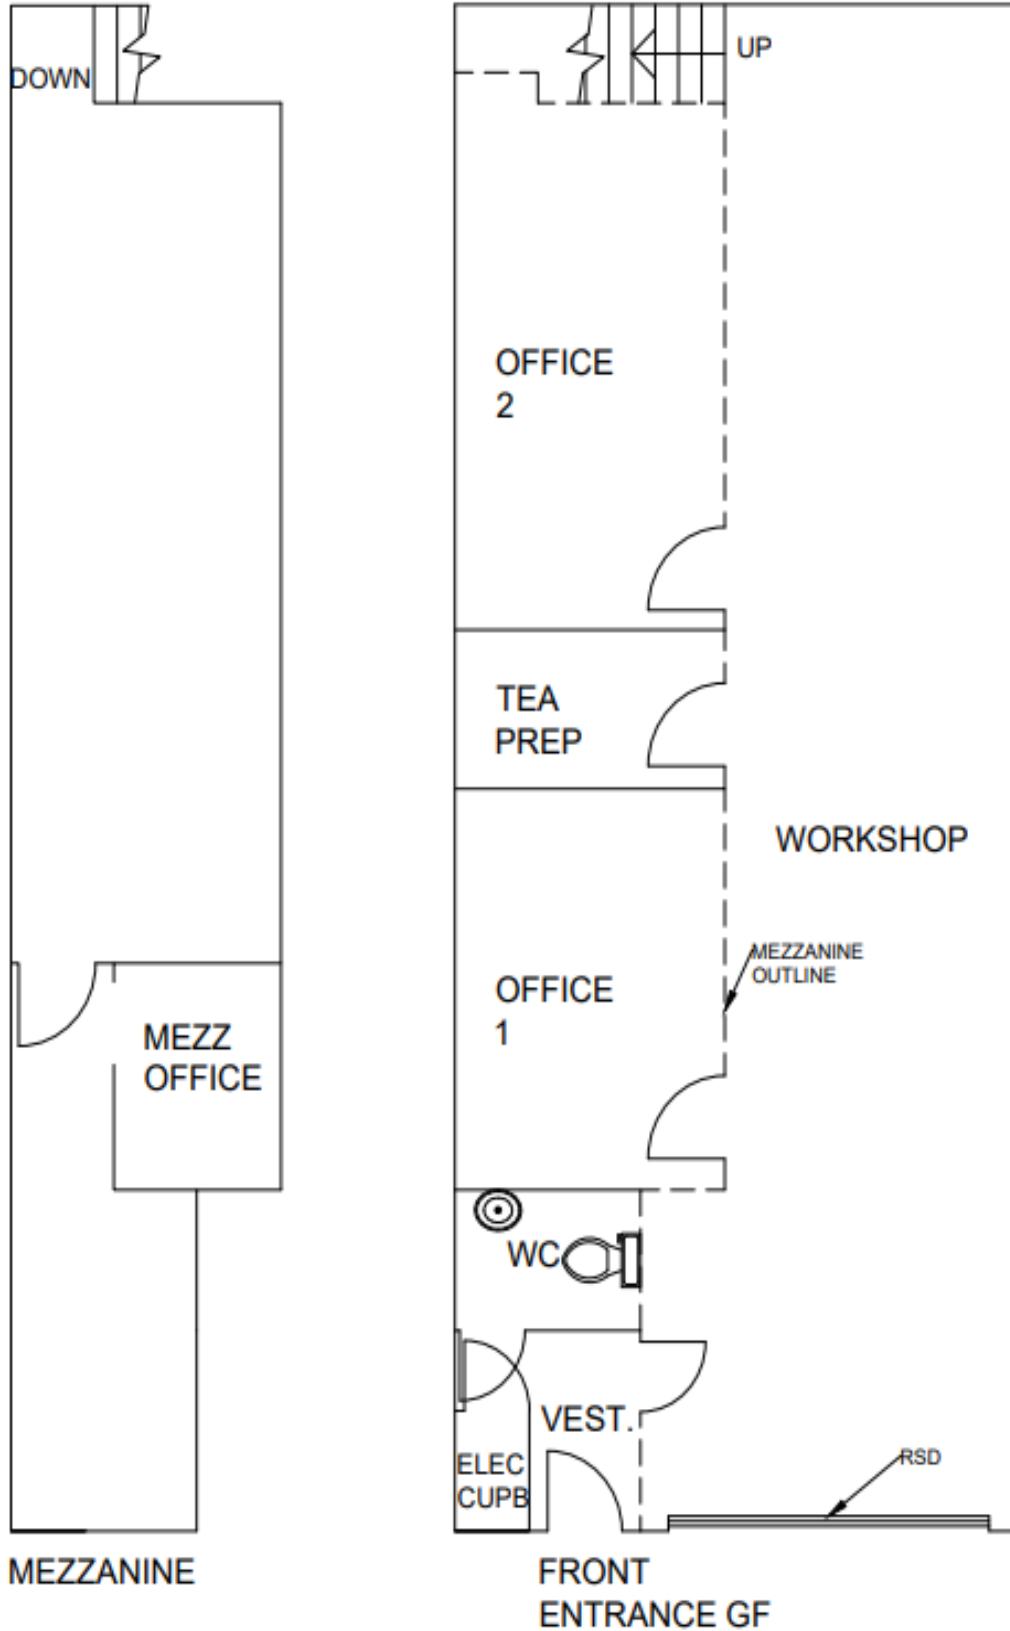 DOWN
UP
OFFICE
2
TEA
PREP
WORKSHOP
MEZZANINE
OUTLINE
OFFICE
1
MEZZ
OFFICE
WC
VEST.
ELEC
CUPB
RSD
MEZZANINE
FRONT
ENTRANCE GF